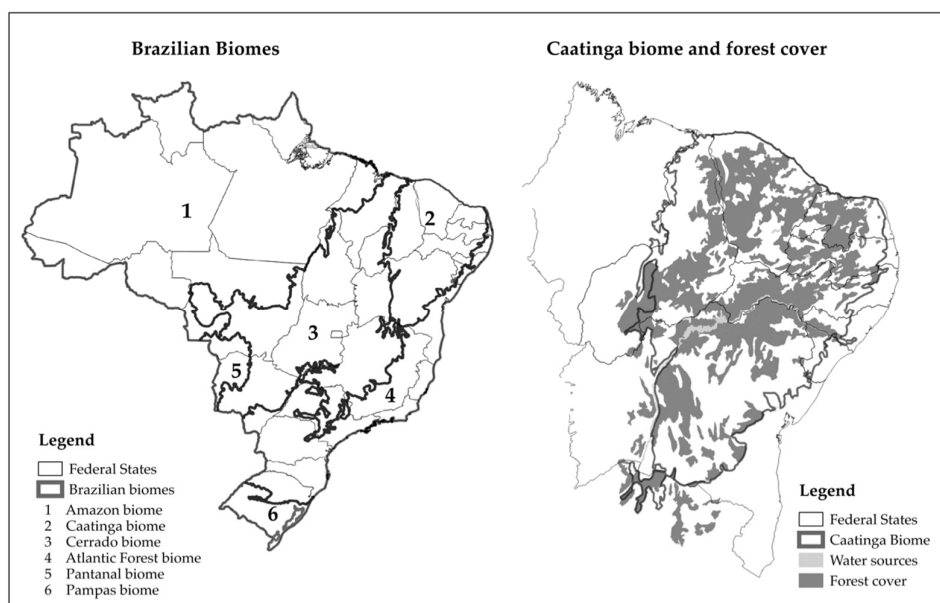 Brazilian Biomes
1
2
3
4
5
6
Legend
Federal States
Brazilian biomes
1 Amazon biome
2 Caatinga biome
3 Cerrado biome
4 Atlantic Forest biome
5 Pantanal biome
6 Pampas biome
Caatinga biome and forest cover
Legend
Federal States
Caatinga Biome
Water sources
Forest cover